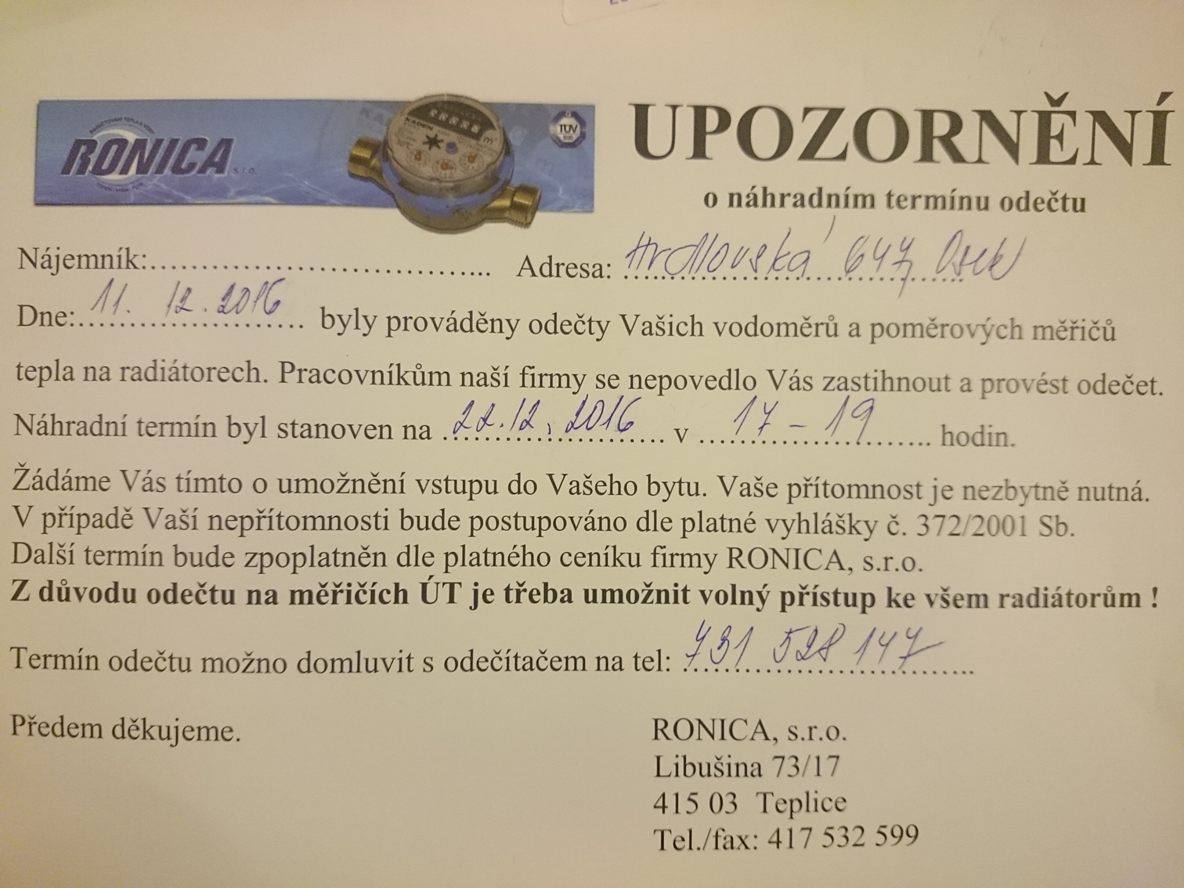 RONICA s.r.o.
TÜV
UPOZORNĚNÍ
o náhradním termínu odečtu
Nájemník:……………………………... Adresa: Hrdlovská 647, Osek
Dne: 11. 12. 2016 byly prováděny odečty Vašich vodoměrů a poměrových měřičů
tepla na radiátorech. Pracovníkům naší firmy se nepovedlo Vás zastihnout a provést odečet.
Náhradní termín byl stanoven na 22.12. 2016 v 17 – 19 hodin.
Žádáme Vás tímto o umožnění vstupu do Vašeho bytu. Vaše přítomnost je nezbytně nutná.
V případě Vaší nepřítomnosti bude postupováno dle platné vyhlášky č. 372/2001 Sb.
Další termín bude zpoplatněn dle platného ceníku firmy RONICA, s.r.o.
Z důvodu odečtu na měřičích ÚT je třeba umožnit volný přístup ke všem radiátorům !
Termín odečtu možno domluvit s odečítačem na tel: 731 528 147
Předem děkujeme.
RONICA, s.r.o.
Libušina 73/17
415 03 Teplice
Tel./fax: 417 532 599